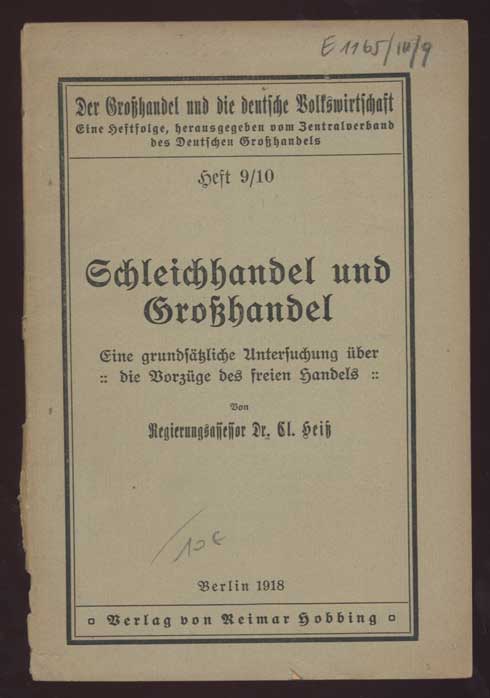 E 1165/III/9
Der Großhandel und die deutsche Volkswirtschaft
Eine Heftfolge, herausgegeben vom Zentralverband
des Deutschen Großhandels
Heft 9/10
Schleichhandel und
Großhandel
Eine grundsätzliche Untersuchung über
:: die Vorzüge des freien Handels ::
Von
Regierungsassessor Dr. Cl. Heiß
Berlin 1918
¤ Verlag von Reimar Hobbing ¤